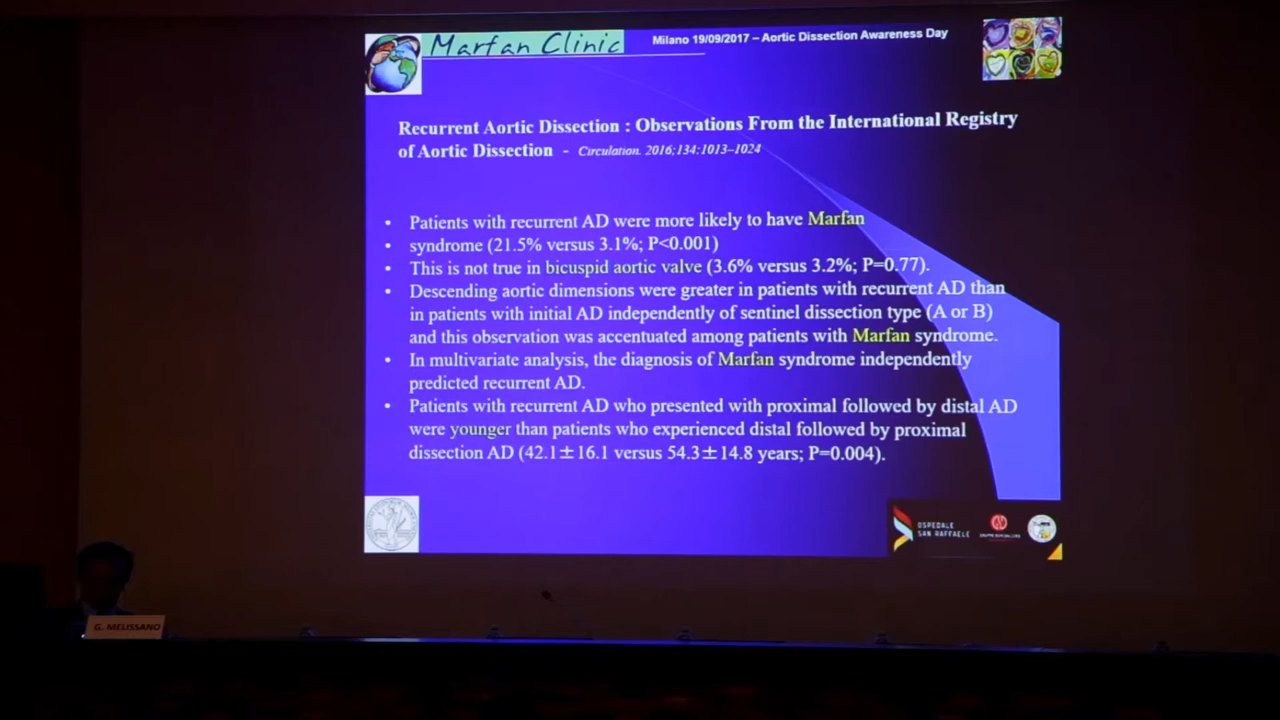 Marfan Clinic
Milano 19/09/2017 – Aortic Dissection Awareness Day
Recurrent Aortic Dissection : Observations From the International Registry
of Aortic Dissection - Circulation. 2016;134:1013–1024
• Patients with recurrent AD were more likely to have Marfan
• syndrome (21.5% versus 3.1%; P<0.001)
• This is not true in bicuspid aortic valve (3.6% versus 3.2%; P=0.77).
• Descending aortic dimensions were greater in patients with recurrent AD than
in patients with initial AD independently of sentinel dissection type (A or B)
and this observation was accentuated among patients with Marfan syndrome.
• In multivariate analysis, the diagnosis of Marfan syndrome independently
predicted recurrent AD.
• Patients with recurrent AD who presented with proximal followed by distal AD
were younger than patients who experienced distal followed by proximal
dissection AD (42.1±16.1 versus 54.3±14.8 years; P=0.004).
OSPEDALE
SAN RAFFAELE
G. MELISSANO